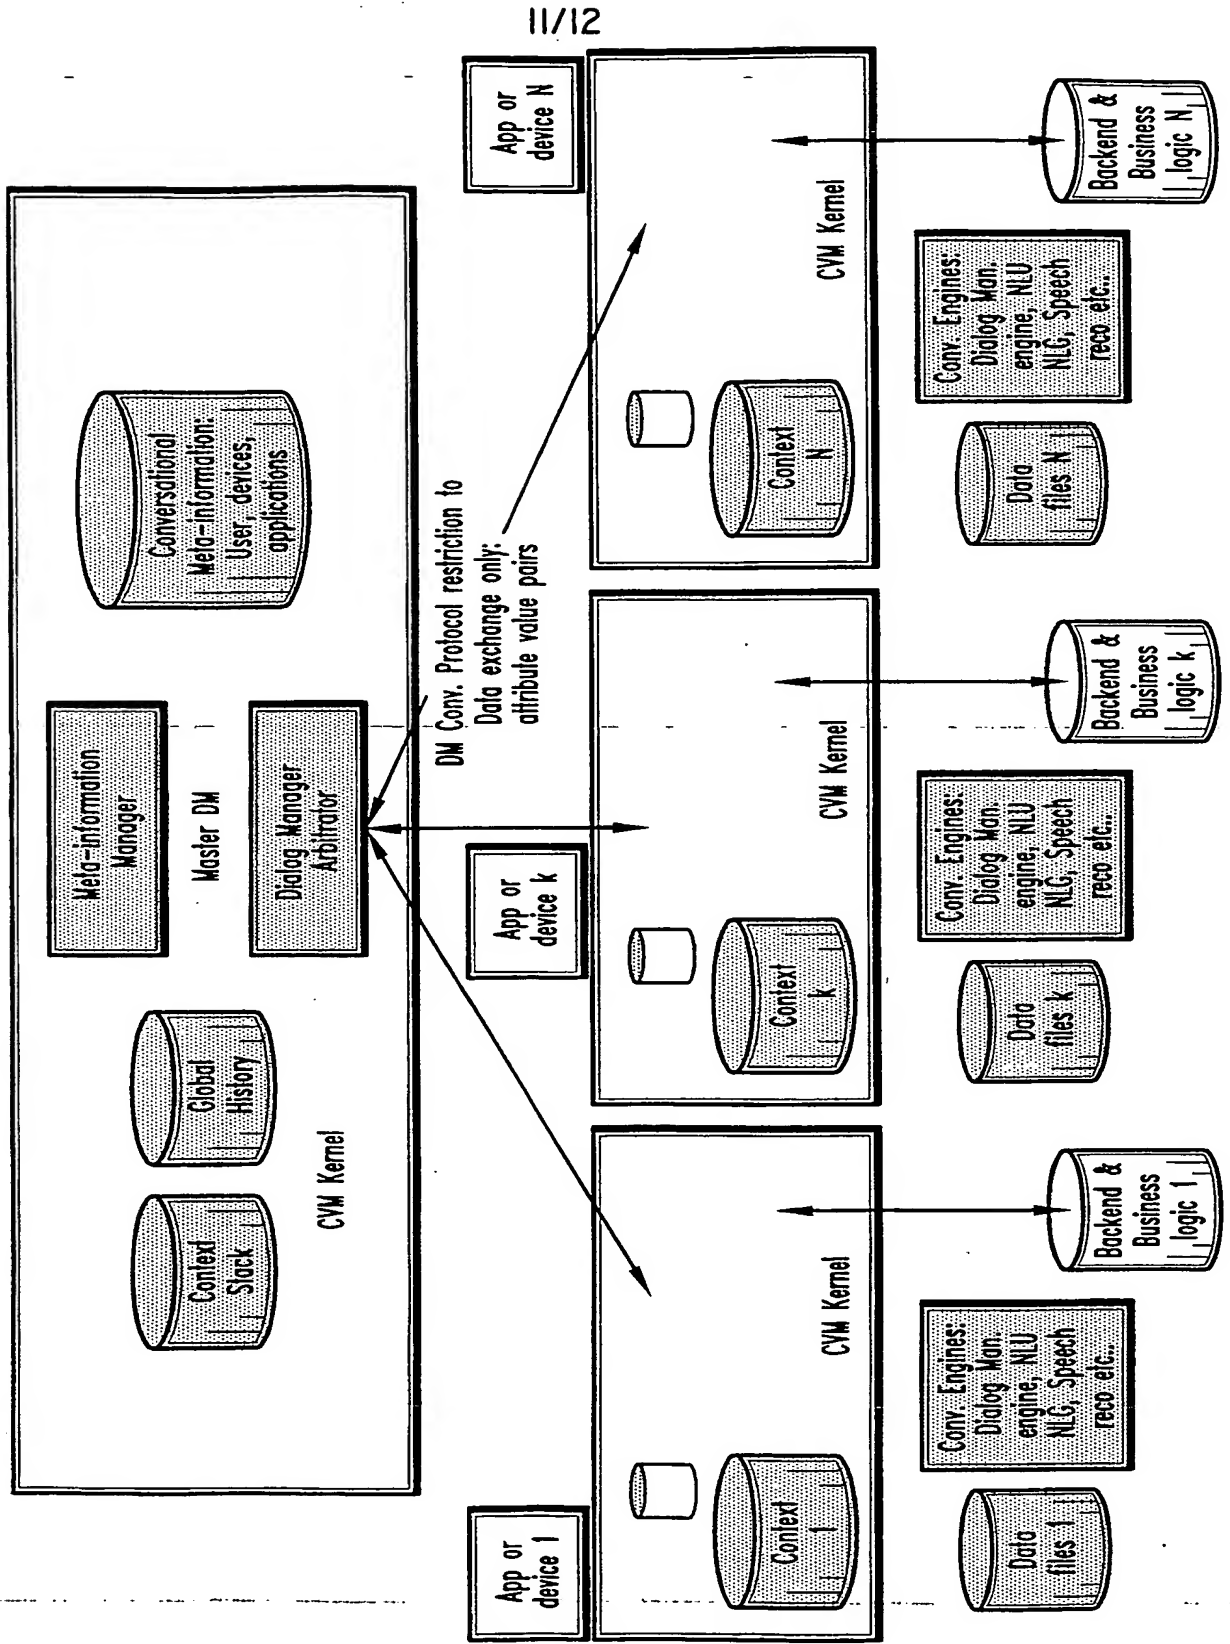 11/12
Context
Stack
Global
History
CVM Kernel
Meta-information
Manager
Master DM
Dialog Manager
Arbitrator
Conversational
Meta-information:
User, devices,
applications
DM Conv. Protocol restriction to
Data exchange only:
attribute value pairs
App or
device 1
Context
1
CVM Kernel
Data
files 1
Conv. Engines:
Dialog Man.
engine, NLU
NLG, Speech
reco etc...
Backend &
Business
logic 1
App or
device k
Context
k
CVM Kernel
Data
files k
Conv. Engines:
Dialog Man.
engine, NLU
NLG, Speech
reco etc...
Backend &
Business
logic k
App or
device N
Context
N
CVM Kernel
Data
files N
Conv. Engines:
Dialog Man.
engine, NLU
NLG, Speech
reco etc...
Backend &
Business
logic N